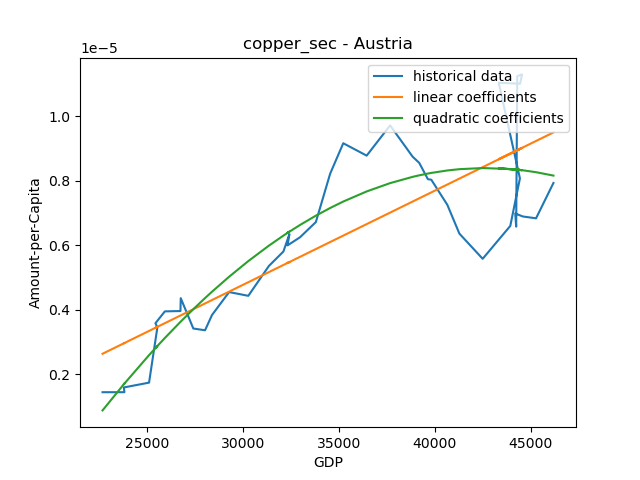 copper_sec - Austria
1e−5
historical data
linear coefficients
quadratic coefficients
1.0
0.8
0.6
0.4
0.2
Amount-per-Capita
25000 30000 35000 40000 45000
GDP